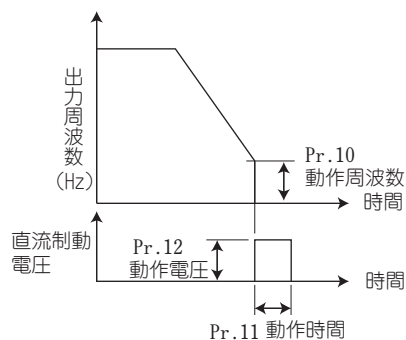 出力周波数
(Hz)
Pr.10
動作周波数
時間
直流制動
電圧
Pr.12
動作電圧
時間
Pr.11 動作時間